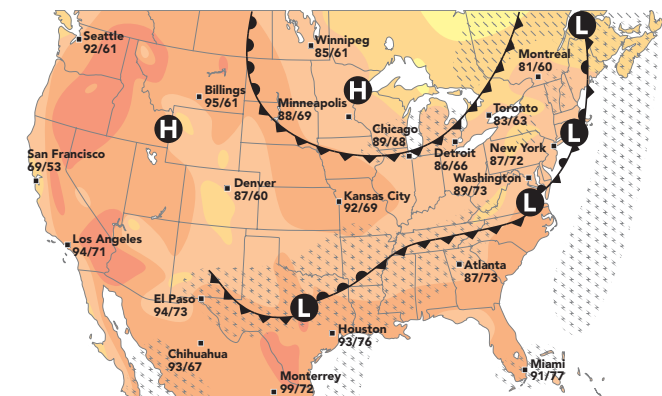 Seattle
92/61
Winnipeg
85/61
L
Montréal
81/60
Billings
95/61
H
Minneapolis
88/69
Toronto
83/63
H
Chicago
89/68
L
Detroit
86/66
New York
87/72
San Francisco
69/53
Washington
89/73
Denver
87/60
Kansas City
92/69
L
Los Angeles
94/71
Atlanta
87/73
El Paso
94/73
L
Houston
93/76
Chihuahua
93/67
Miami
91/77
Monterrey
99/72